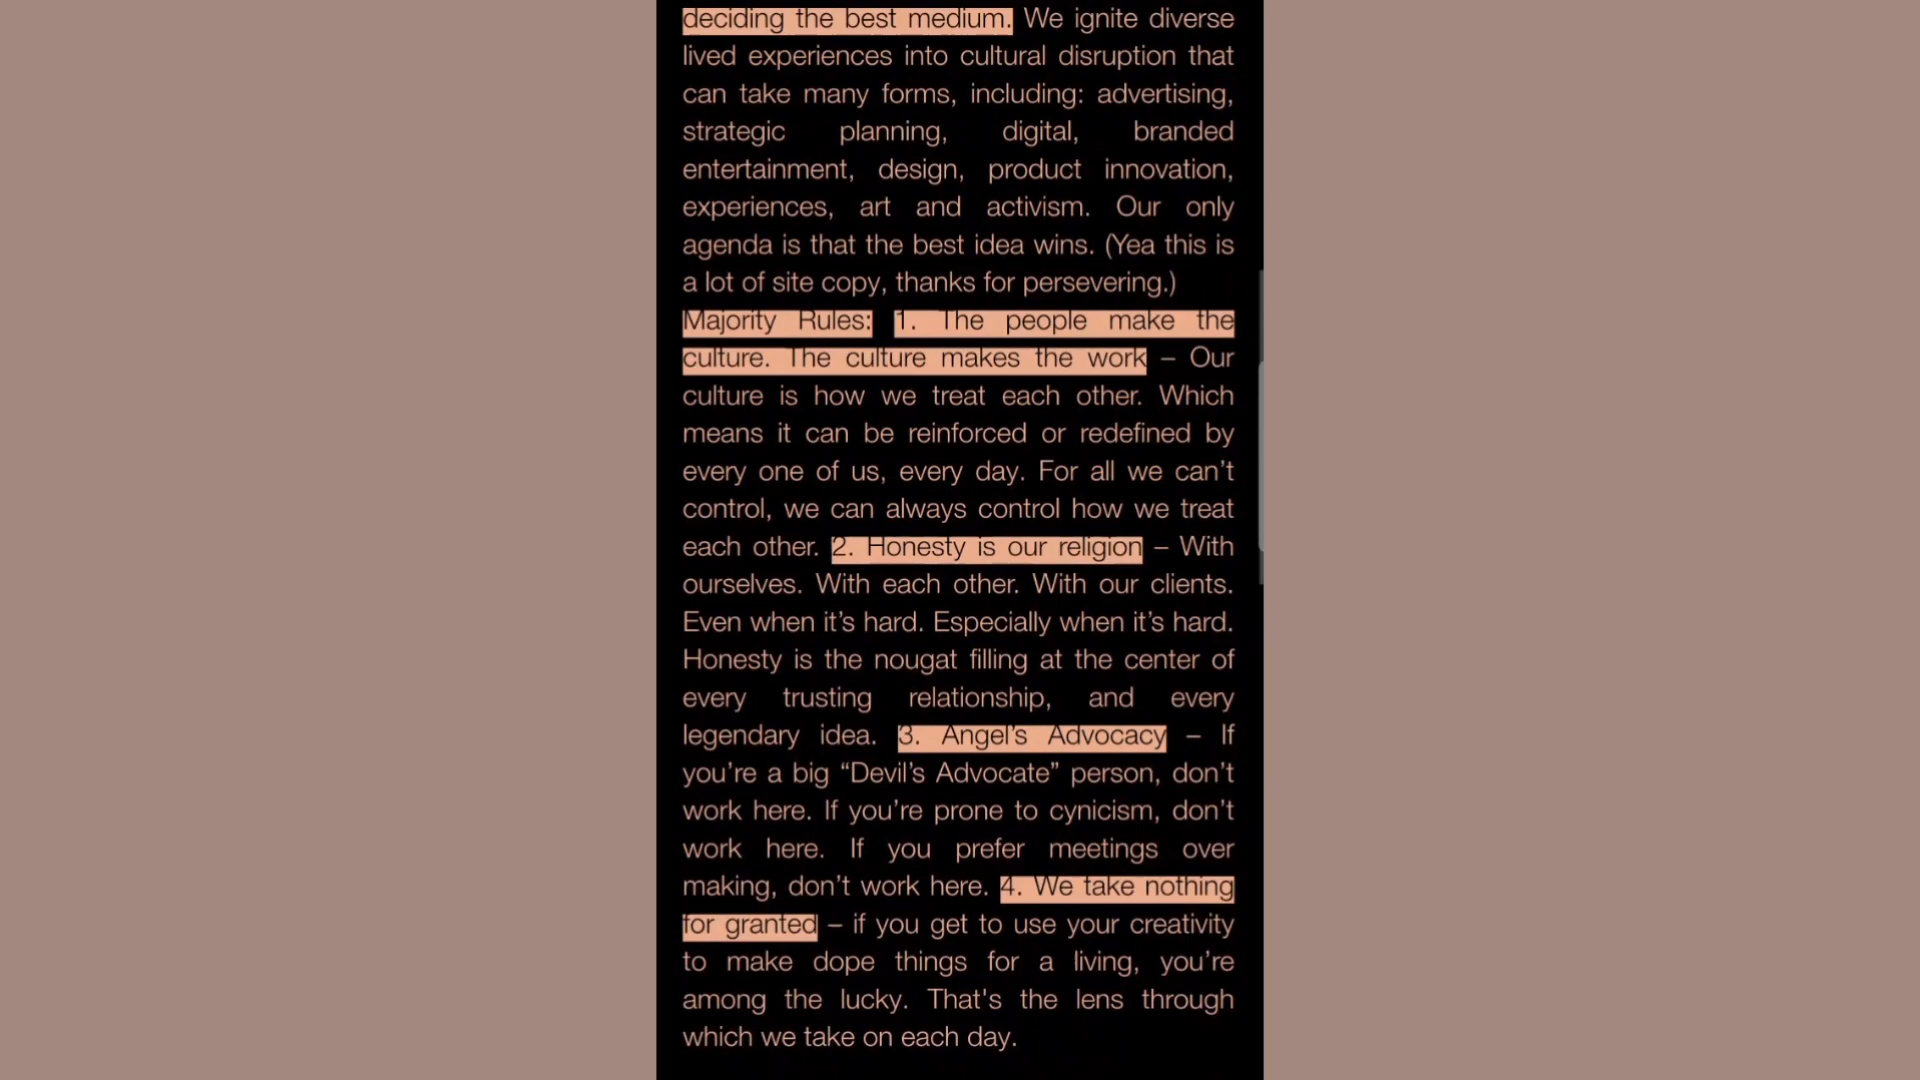 deciding the best medium. We ignite diverse
lived experiences into cultural disruption that
can take many forms, including: advertising,
strategic planning, digital, branded
entertainment, design, product innovation,
experiences, art and activism. Our only
agenda is that the best idea wins. (Yea this is
a lot of site copy, thanks for persevering.)
Majority Rules: 1. The people make the
culture. The culture makes the work – Our
culture is how we treat each other. Which
means it can be reinforced or redefined by
every one of us, every day. For all we can’t
control, we can always control how we treat
each other. 2. Honesty is our religion – With
ourselves. With each other. With our clients.
Even when it’s hard. Especially when it’s hard.
Honesty is the nougat filling at the center of
every trusting relationship, and every
legendary idea. 3. Angel’s Advocacy – If
you’re a big “Devil’s Advocate” person, don’t
work here. If you’re prone to cynicism, don’t
work here. If you prefer meetings over
making, don’t work here. 4. We take nothing
for granted – if you get to use your creativity
to make dope things for a living, you’re
among the lucky. That's the lens through
which we take on each day.